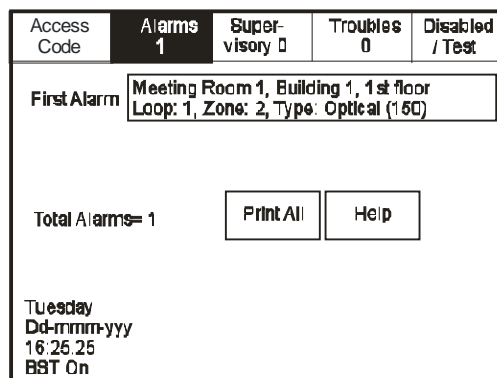 Access Code
Alarms 1
Super-visory 0
Troubles 0
Disabled / Test
First Alarm
Meeting Room 1, Building 1, 1st floor
Loop: 1, Zone: 2, Type: Optical (150)
Total Alarms= 1
Print All
Help
Tuesday
Dd-mmm-yyy
16:25.25
BST On